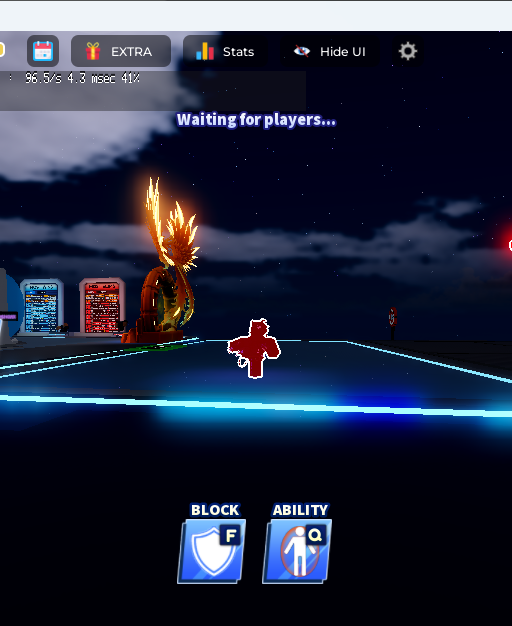 EXTRA
Stats
Hide UI
: 96.5/s 4.3 msec 41%
Waiting for players...
BLOCK
ABILITY
F
Q